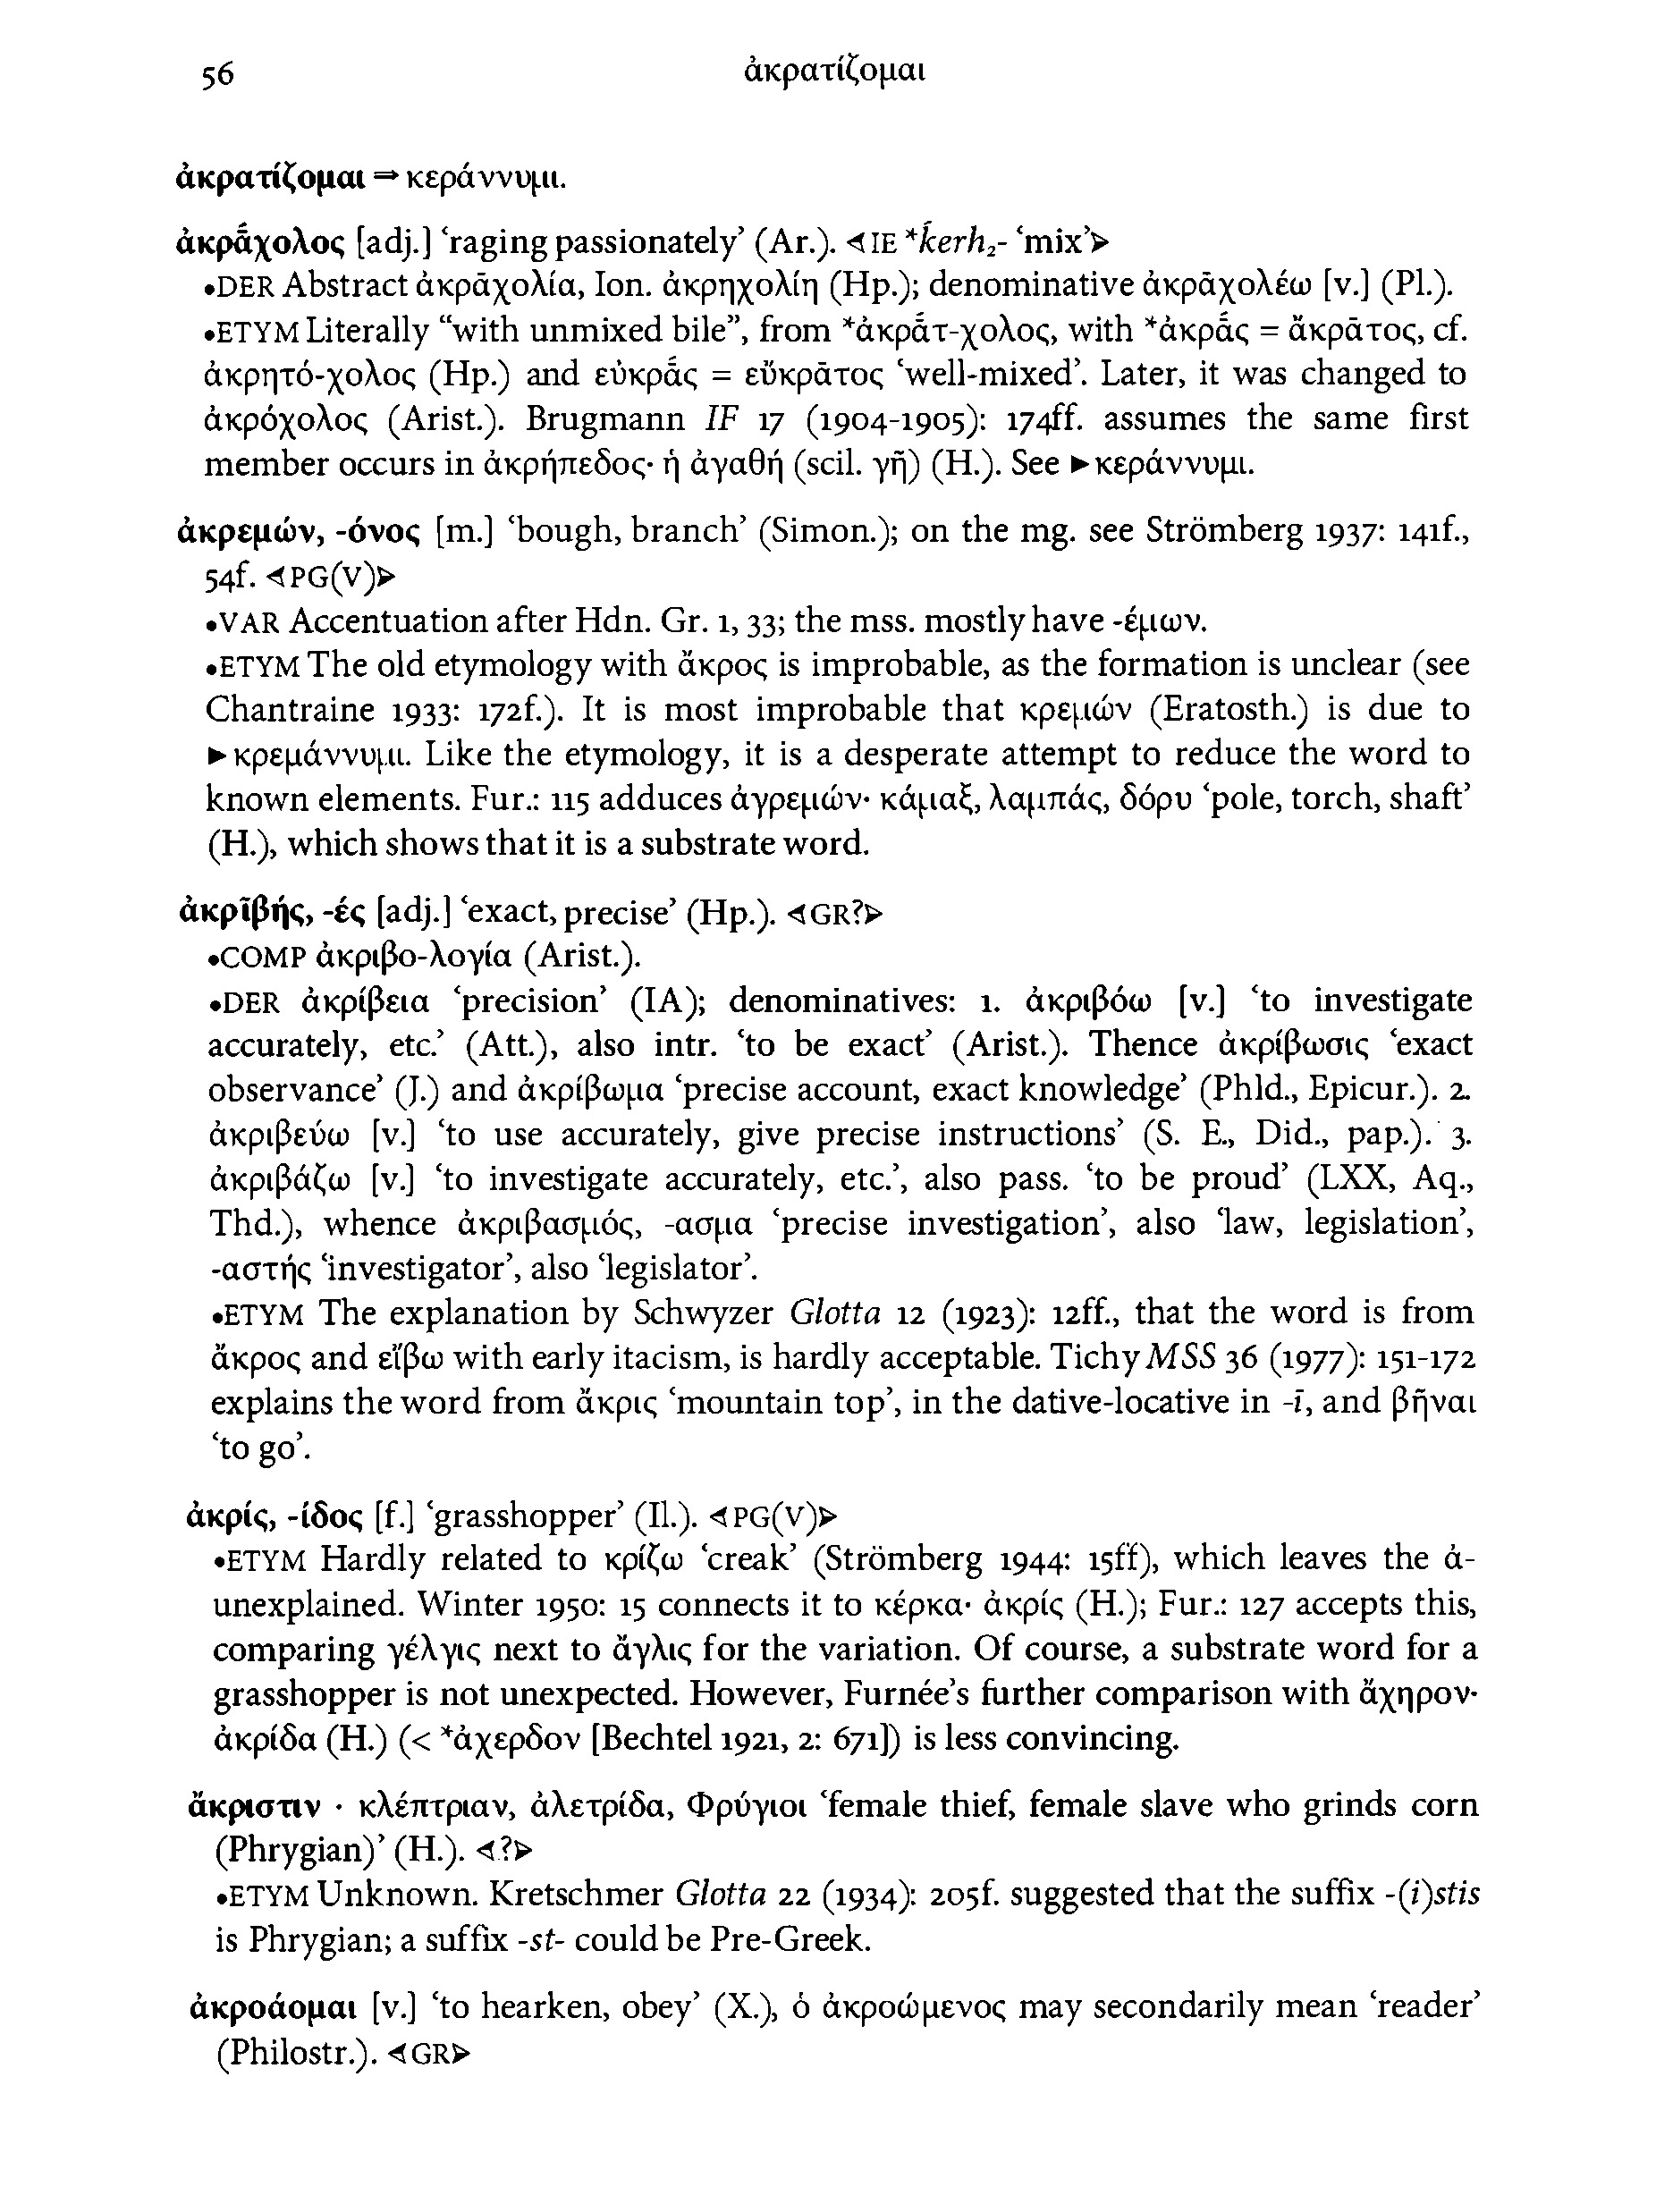 56
ἀκρατίζομαι
ἀκρατίζομαι ⇒ κεράννυμι.
ἀκρᾱ́χολος [adj.] ‘raging passionately’ (Ar.). ⊲IE *ḱerh₂- ‘mix’⊳
•DER Abstract ἀκρᾱχολία, Ion. ἀκρηχολίη (Hp.); denominative ἀκρᾱχολέω [v.] (Pl.).
•ETYM Literally “with unmixed bile”, from *ἀκρᾱ́τ-χολος, with *ἀκρᾱ́ς = ἄκρᾱτος, cf.
ἀκρητό-χολος (Hp.) and εὐκρᾱ́ς = εὔκρᾱτος ‘well-mixed’. Later, it was changed to
ἀκρόχολος (Arist.). Brugmann IF 17 (1904-1905): 174ff. assumes the same first
member occurs in ἀκρήπεδος· ἡ ἀγαθή (scil. γῆ) (H.). See ►κεράννυμι.
ἀκρεμών, -όνος [m.] ‘bough, branch’ (Simon.); on the mg. see Strömberg 1937: 141f.,
54f. ⊲PG(V)⊳
•VAR Accentuation after Hdn. Gr. 1, 33; the mss. mostly have -έμων.
•ETYM The old etymology with ἄκρος is improbable, as the formation is unclear (see
Chantraine 1933: 172f.). It is most improbable that κρεμών (Eratosth.) is due to
►κρεμάννυμι. Like the etymology, it is a desperate attempt to reduce the word to
known elements. Fur.: 115 adduces ἀγρεμών· κάμαξ, λαμπάς, δόρυ ‘pole, torch, shaft’
(H.), which shows that it is a substrate word.
ἀκρῑβής, -ές [adj.] ‘exact, precise’ (Hp.). ⊲GR?⊳
•COMP ἀκριβο-λογία (Arist.).
•DER ἀκρίβεια ‘precision’ (IA); denominatives: 1. ἀκριβόω [v.] ‘to investigate
accurately, etc.’ (Att.), also intr. ‘to be exact’ (Arist.). Thence ἀκρίβωσις ‘exact
observance’ (J.) and ἀκρίβωμα ‘precise account, exact knowledge’ (Phld., Epicur.). 2.
ἀκριβεύω [v.] ‘to use accurately, give precise instructions’ (S. E., Did., pap.). 3.
ἀκριβάζω [v.] ‘to investigate accurately, etc.’, also pass. ‘to be proud’ (LXX, Aq.,
Thd.), whence ἀκριβασμός, -ασμα ‘precise investigation’, also ‘law, legislation’,
-αστής ‘investigator’, also ‘legislator’.
•ETYM The explanation by Schwyzer Glotta 12 (1923): 12ff., that the word is from
ἄκρος and εἴβω with early itacism, is hardly acceptable. Tichy MSS 36 (1977): 151-172
explains the word from ἄκρις ‘mountain top’, in the dative-locative in -ī, and βῆναι
‘to go’.
ἀκρίς, -ίδος [f.] ‘grasshopper’ (Il.). ⊲PG(V)⊳
•ETYM Hardly related to κρίζω ‘creak’ (Strömberg 1944: 15ff), which leaves the ἀ-
unexplained. Winter 1950: 15 connects it to κέρκα· ἀκρίς (H.); Fur.: 127 accepts this,
comparing γέλγις next to ἄγλις for the variation. Of course, a substrate word for a
grasshopper is not unexpected. However, Furnée’s further comparison with ἄχηρον·
ἀκρίδα (H.) (< *ἀχερδον [Bechtel 1921, 2: 671]) is less convincing.
ἄκριστιν · κλέπτριαν, ἀλετρίδα, Φρύγιοι ‘female thief, female slave who grinds corn
(Phrygian)’ (H.). ⊲?⊳
•ETYM Unknown. Kretschmer Glotta 22 (1934): 205f. suggested that the suffix -(i)stis
is Phrygian; a suffix -st- could be Pre-Greek.
ἀκροάομαι [v.] ‘to hearken, obey’ (X.), ὁ ἀκροώμενος may secondarily mean ‘reader’
(Philostr.). ⊲GR⊳